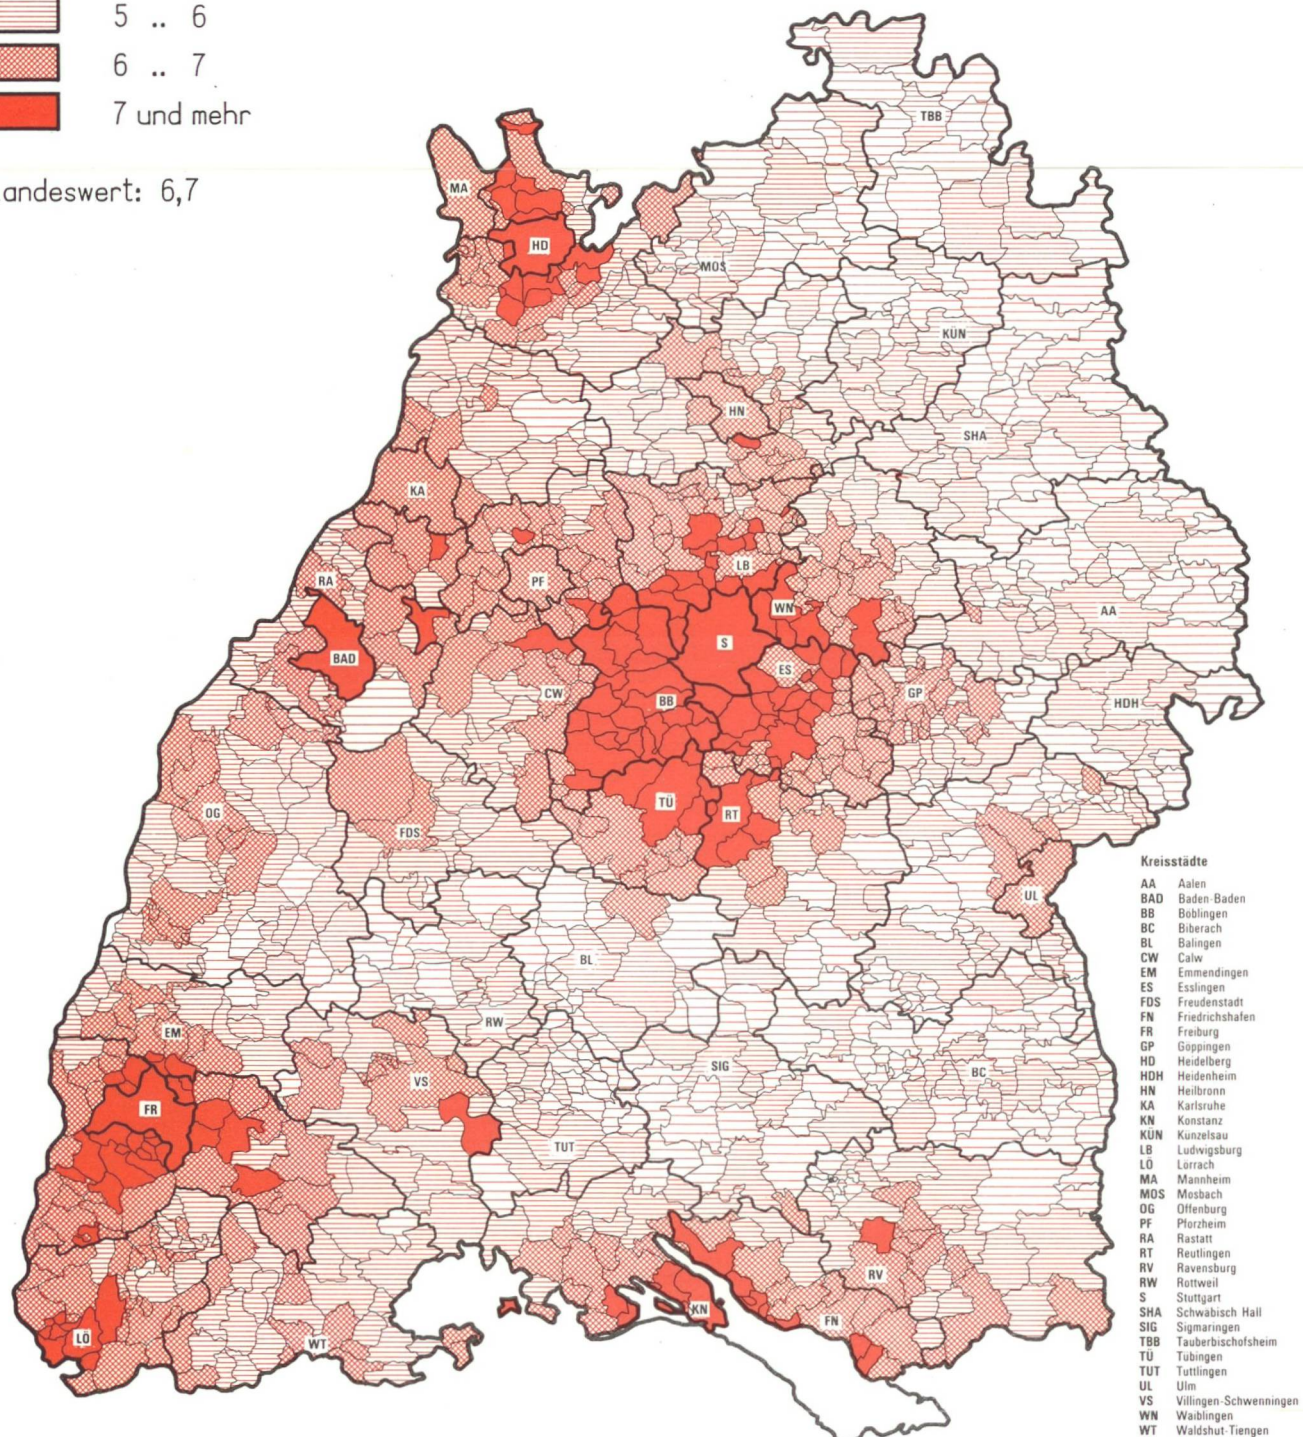 5 .. 6
6 .. 7
7 und mehr
andeswert: 6,7
TBB
MA
HD
MOS
KÜN
HN
SHA
KA
LB
RA
PF
WN
AA
S
BAD
ES
CW
BB
GP
HDH
TÜ
OG
RT
FDS
UL
BL
RW
EM
SIG
BC
VS
FR
TUT
RV
KN
FN
LÖ
WT
Kreisstädte
AA Aalen
BAD Baden-Baden
BB Böblingen
BC Biberach
BL Balingen
CW Calw
EM Emmendingen
ES Esslingen
FDS Freudenstadt
FN Friedrichshafen
FR Freiburg
GP Göppingen
HD Heidelberg
HDH Heidenheim
HN Heilbronn
KA Karlsruhe
KN Konstanz
KÜN Künzelsau
LB Ludwigsburg
LÖ Lörrach
MA Mannheim
MOS Mosbach
OG Offenburg
PF Pforzheim
RA Rastatt
RT Reutlingen
RV Ravensburg
RW Rottweil
S Stuttgart
SHA Schwäbisch Hall
SIG Sigmaringen
TBB Tauberbischofsheim
TÜ Tübingen
TUT Tuttlingen
UL Ulm
VS Villingen-Schwenningen
WN Waiblingen
WT Waldshut-Tiengen